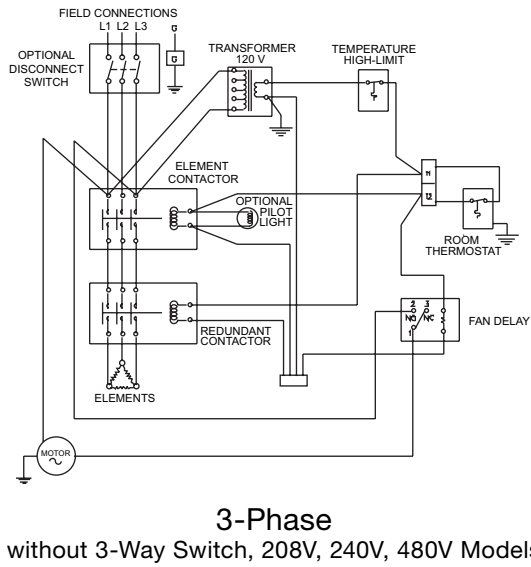 FIELD CONNECTIONS
L1 L2 L3
G
G
OPTIONAL
DISCONNECT
SWITCH
TRANSFORMER
120 V
TEMPERATURE
HIGH-LIMIT
ELEMENT
CONTACTOR
OPTIONAL
PILOT
LIGHT
ROOM
THERMOSTAT
2 3
NO NC
1
FAN DELAY
REDUNDANT
CONTACTOR
ELEMENTS
MOTOR
3-Phase
without 3-Way Switch, 208V, 240V, 480V Models